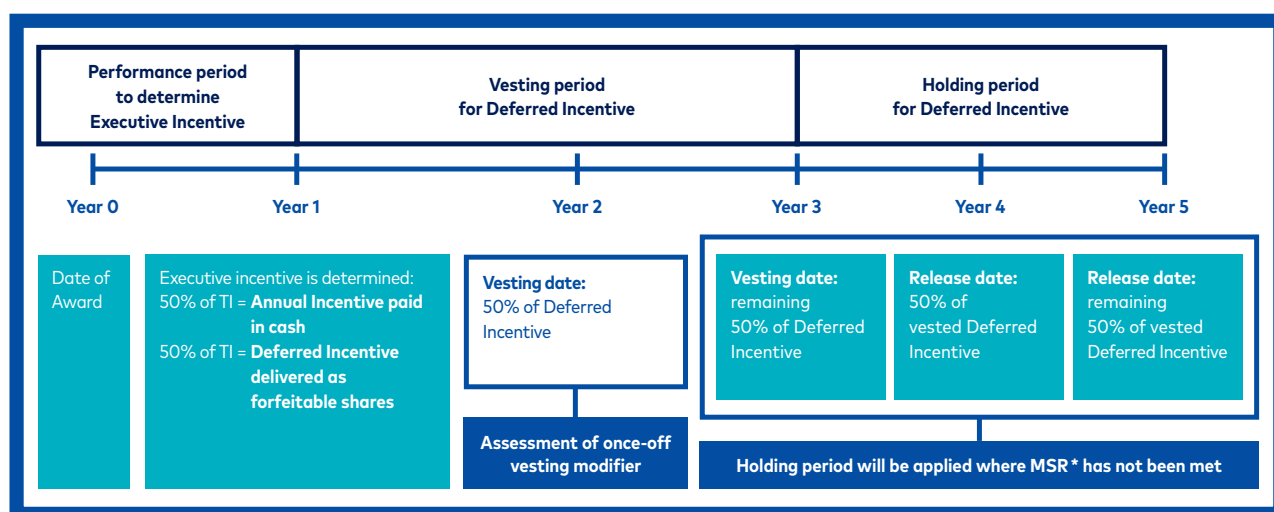 Performance period
to determine
Executive Incentive
Vesting period
for Deferred Incentive
Holding period
for Deferred Incentive
Year 0
Year 1
Year 2
Year 3
Year 4
Year 5
Date of
Award
Executive incentive is determined:
50% of TI = Annual Incentive paid
in cash
50% of TI = Deferred Incentive
delivered as
forfeitable shares
Vesting date:
50% of Deferred
Incentive
Assessment of once-off
vesting modifier
Vesting date:
remaining
50% of Deferred
Incentive
Release date:
50% of
vested Deferred
Incentive
Release date:
remaining
50% of vested
Deferred Incentive
Holding period will be applied where MSR* has not been met